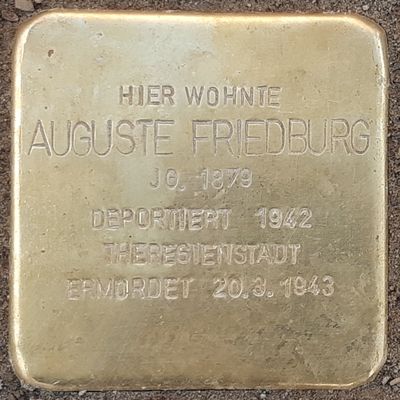 HIER WOHNTE
AUGUSTE FRIEDBURG
JG. 1879
DEPORTIERT 1942
THERESIENSTADT
ERMORDET 20.3.1943